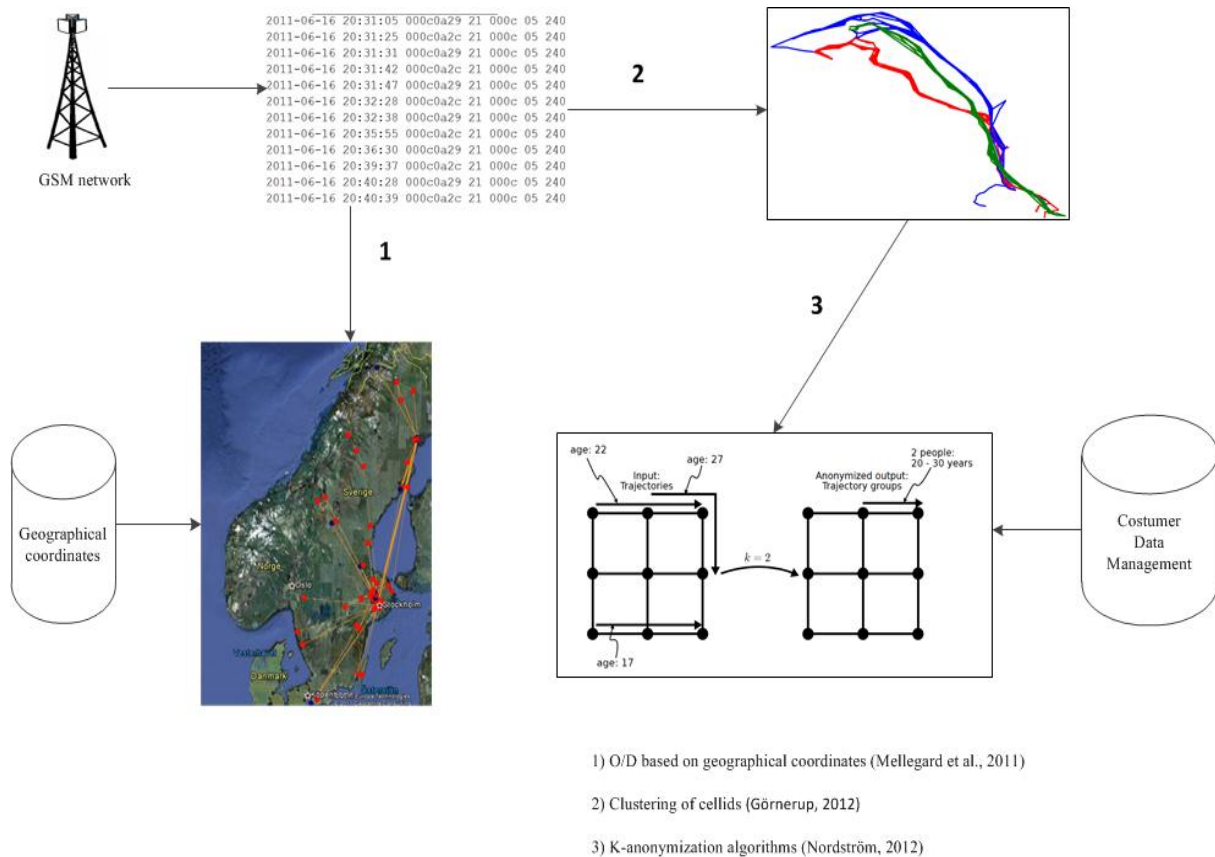 2011-06-16 20:31:05 000c0a29 21 000c 05 240
2011-06-16 20:31:25 000c0a2c 21 000c 05 240
2011-06-16 20:31:31 000c0a29 21 000c 05 240
2011-06-16 20:31:42 000c0a2c 21 000c 05 240
2011-06-16 20:31:47 000c0a29 21 000c 05 240
2011-06-16 20:32:28 000c0a2c 21 000c 05 240
2011-06-16 20:32:38 000c0a29 21 000c 05 240
2011-06-16 20:35:55 000c0a2c 21 000c 05 240
2011-06-16 20:36:30 000c0a29 21 000c 05 240
2011-06-16 20:39:37 000c0a2c 21 000c 05 240
2011-06-16 20:40:28 000c0a29 21 000c 05 240
2011-06-16 20:40:39 000c0a2c 21 000c 05 240
GSM network
2
1
3
Geographical
coordinates
Sverige
Norge
Oslo
Stockholm
Danmark
age: 22
age: 27
Input:
Trajectories
2 people:
20 - 30 years
Anonymized output:
Trajectory groups
k = 2
age: 17
Costumer
Data
Management
1) O/D based on geographical coordinates (Mellegard et al., 2011)
2) Clustering of cellids (Görnerup, 2012)
3) K-anonymization algorithms (Nordström, 2012)